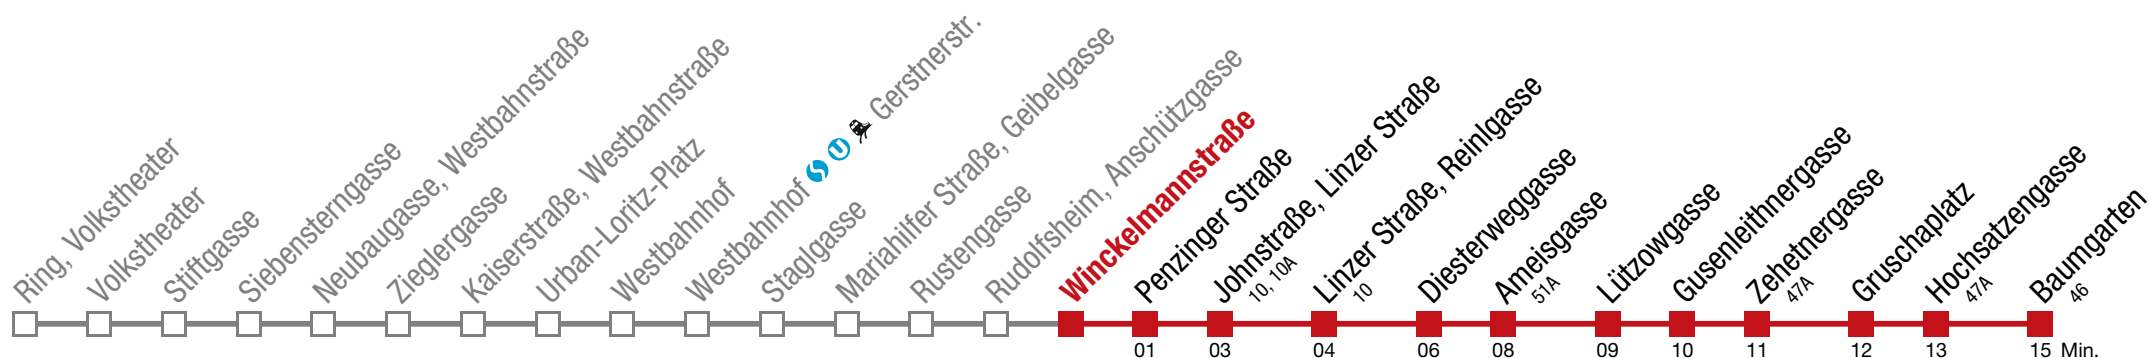 Ring, Volkstheater
Volkstheater
Stiftgasse
Siebensterngasse
Neubaugasse, Westbahnstraße
Zieglergasse
Kaiserstraße, Westbahnstraße
Urban-Loritz-Platz
Westbahnhof
Westbahnhof S U Gerstnerstr.
Staglgasse
Mariahilfer Straße, Geibelgasse
Rustengasse
Rudolfsheim, Anschützgasse
Winckelmannstraße
Penzinger Straße
Johnstraße, Linzer Straße
10, 10A
Linzer Straße, Reinlgasse
10
Diesterweggasse
Ameisgasse
51A
Lützowgasse
Gusenleithnergasse
Zehetnergasse
47A
Gruschaplatz
Hochsatzengasse
47A
Baumgarten
46
01 03 04 06 08 09 10 11 12 13 15 Min.